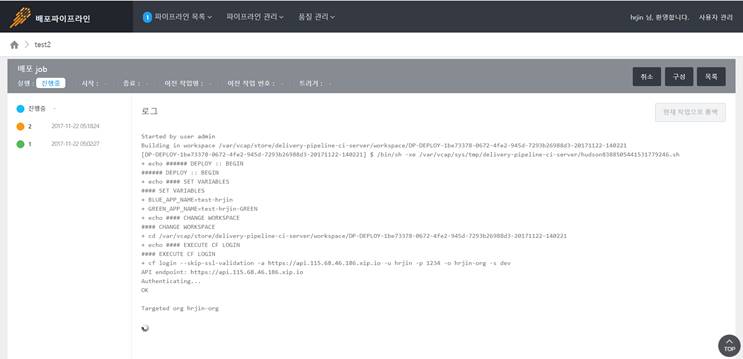 배포파이프라인
1 파이프라인 목록 파이프라인 관리 품질 관리
hrjin 님, 환영합니다. 사용자 관리
test2
배포 job
실행 : 진행중 시작 : - 종료 : - 이전 작업명 : - 이전 작업 번호 : - 트리거 : -
취소 구성 목록
진행중 -
2 2017-11-22 05:18:24
1 2017-11-22 05:02:27
로그
현재 작업으로 롤백
Started by user admin
Building in workspace /var/vcap/store/delivery-pipeline-ci-server/workspace/DP-DEPLOY-1be73378-0672-4fe2-945d-7293b26988d3-20171122-140221
[DP-DEPLOY-1be73378-0672-4fe2-945d-7293b26988d3-20171122-140221] $ /bin/sh -xe /var/vcap/sys/tmp/delivery-pipeline-ci-server/hudson8388505441531779246.sh
+ echo ###### DEPLOY :: BEGIN
###### DEPLOY :: BEGIN
+ echo #### SET VARIABLES
#### SET VARIABLES
+ BLUE_APP_NAME=test-hrjin
+ GREEN_APP_NAME=test-hrjin-GREEN
+ echo #### CHANGE WORKSPACE
#### CHANGE WORKSPACE
+ cd /var/vcap/store/delivery-pipeline-ci-server/workspace/DP-DEPLOY-1be73378-0672-4fe2-945d-7293b26988d3-20171122-140221
+ echo #### EXECUTE CF LOGIN
#### EXECUTE CF LOGIN
+ cf login --skip-ssl-validation -a https://api.115.68.46.186.xip.io -u hrjin -p 1234 -o hrjin-org -s dev
API endpoint: https://api.115.68.46.186.xip.io
Authenticating...
OK
Targeted org hrjin-org
TOP